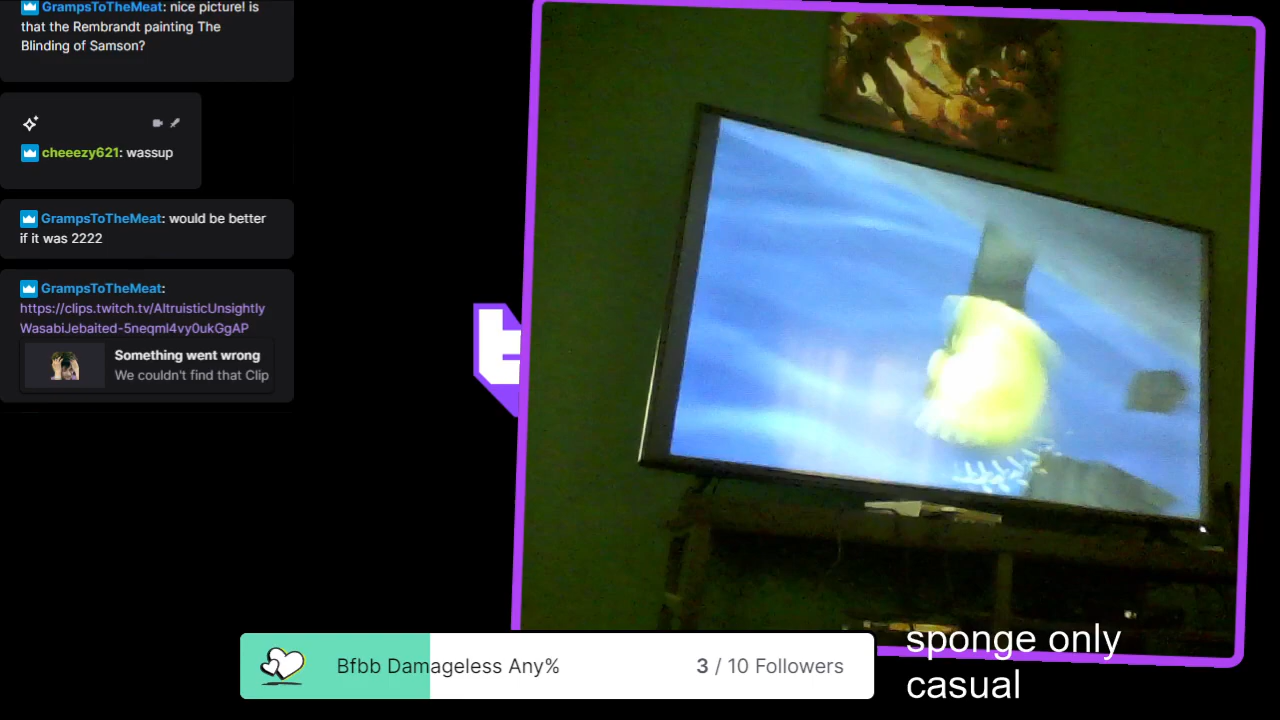 GrampsToTheMeat: nice picture! is
that the Rembrandt painting The
Blinding of Samson?
cheeezy621: wassup
GrampsToTheMeat: would be better
if it was 2222
GrampsToTheMeat:
https://clips.twitch.tv/AltruisticUnsightly
WasabiJebaited-5neqml4vy0ukGgAP
Something went wrong
We couldn't find that Clip
Bfbb Damageless Any%
3 / 10 Followers
sponge only
casual